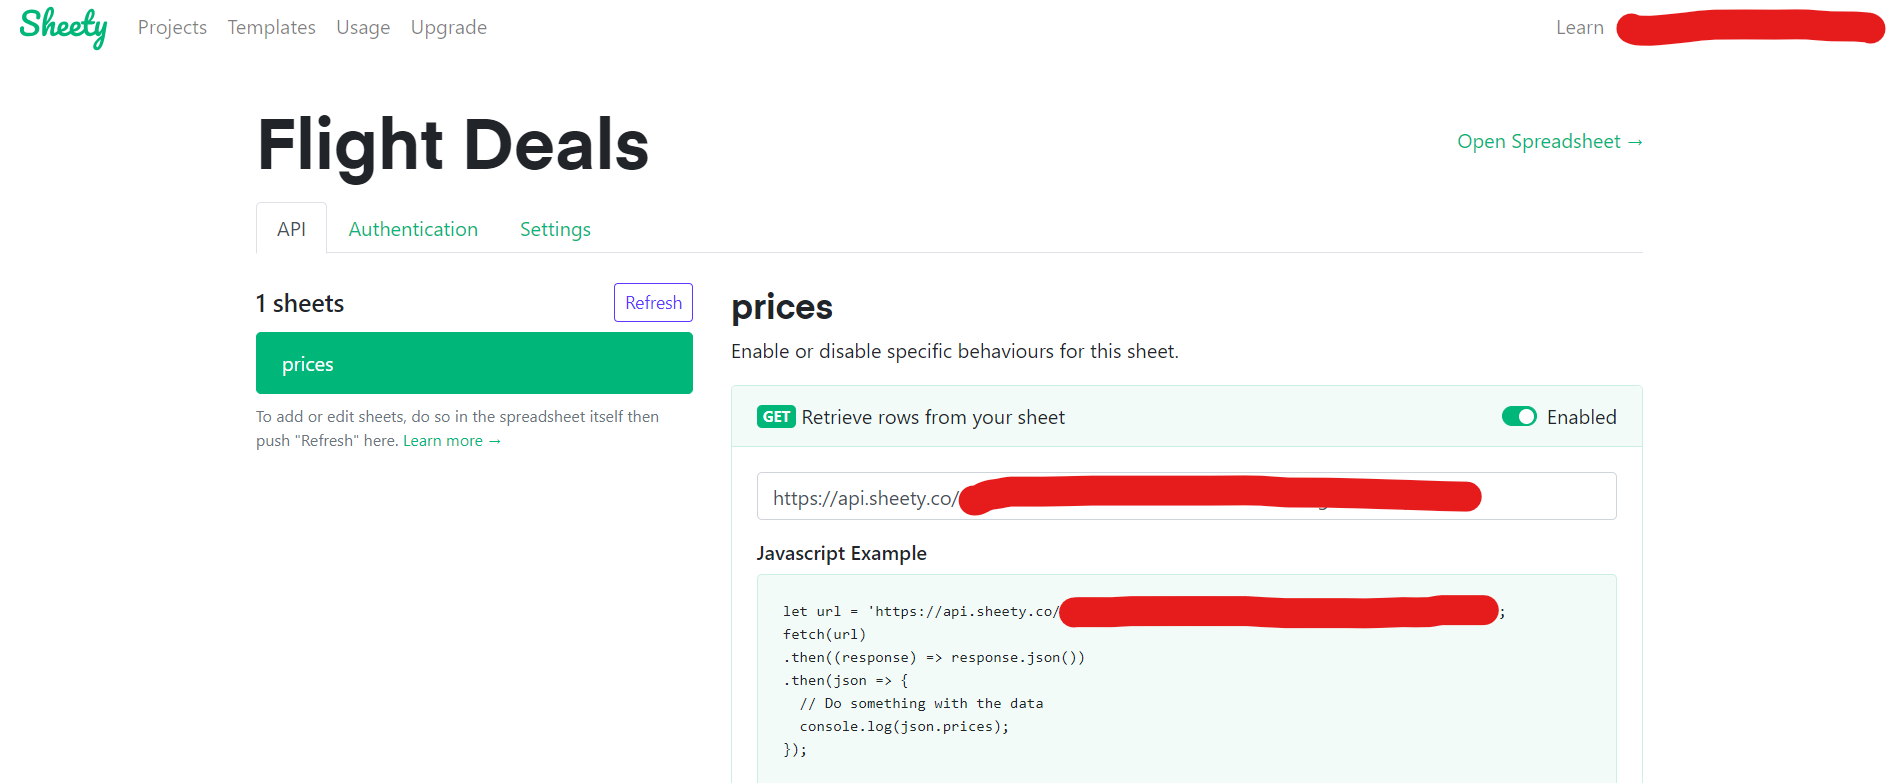 Sheety Projects Templates Usage Upgrade Learn
Flight Deals
Open Spreadsheet →
API Authentication Settings
1 sheets Refresh
prices
To add or edit sheets, do so in the spreadsheet itself then
push "Refresh" here. Learn more →
prices
Enable or disable specific behaviours for this sheet.
GET Retrieve rows from your sheet Enabled
https://api.sheety.co/
Javascript Example
let url = 'https://api.sheety.co/ ;
fetch(url)
.then((response) => response.json())
.then(json => {
// Do something with the data
console.log(json.prices);
});